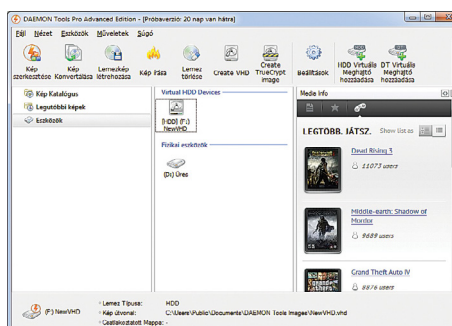 DAEMON Tools Pro Advanced Edition - [Próbaverzió: 20 nap van hátra]
Fájl Nézet Eszközök Műveletek Súgó
Kép szerkesztése
Kép Konvertálása
Lemezkép létrehozása
Kép írása
Lemez törlése
Create VHD
Create TrueCrypt image
Beállítások
HDD Virtuális Meghajtó hozzáadása
DT Virtuális Meghajtó hozzáadása
Kép Katalógus
Legutóbbi képek
Eszközök
Virtual HDD Devices
[HDD] (F:) NewVHD
Fizikai eszközök
(D:) Üres
Media Info
LEGTÖBB. JÁTSZ. Show list as
Dead Rising 3
11073 users
Middle-earth: Shadow of Mordor
9689 users
Grand Theft Auto IV
8876 users
(F:) NewVHD
Lemez Típusa: HDD
Kép útvonal: C:\Users\Public\Documents\DAEMON Tools Images\NewVHD.vhd
Csatlakoztatott Mappa: -